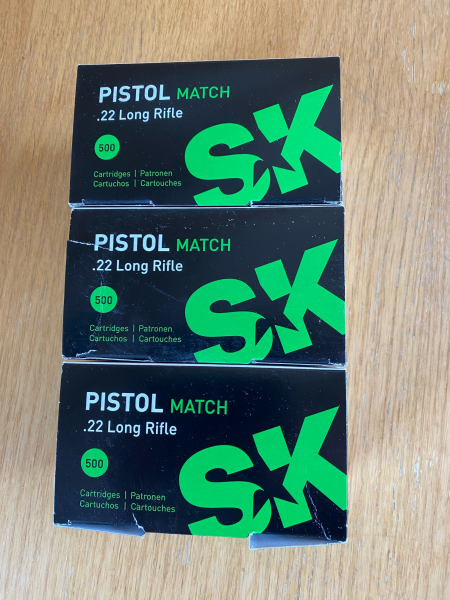 PISTOL MATCH
.22 Long Rifle
500
Cartridges | Patronen
Cartuchos | Cartouches
SK
PISTOL MATCH
.22 Long Rifle
500
Cartridges | Patronen
Cartuchos | Cartouches
SK
PISTOL MATCH
.22 Long Rifle
500
Cartridges | Patronen
Cartuchos | Cartouches
SK